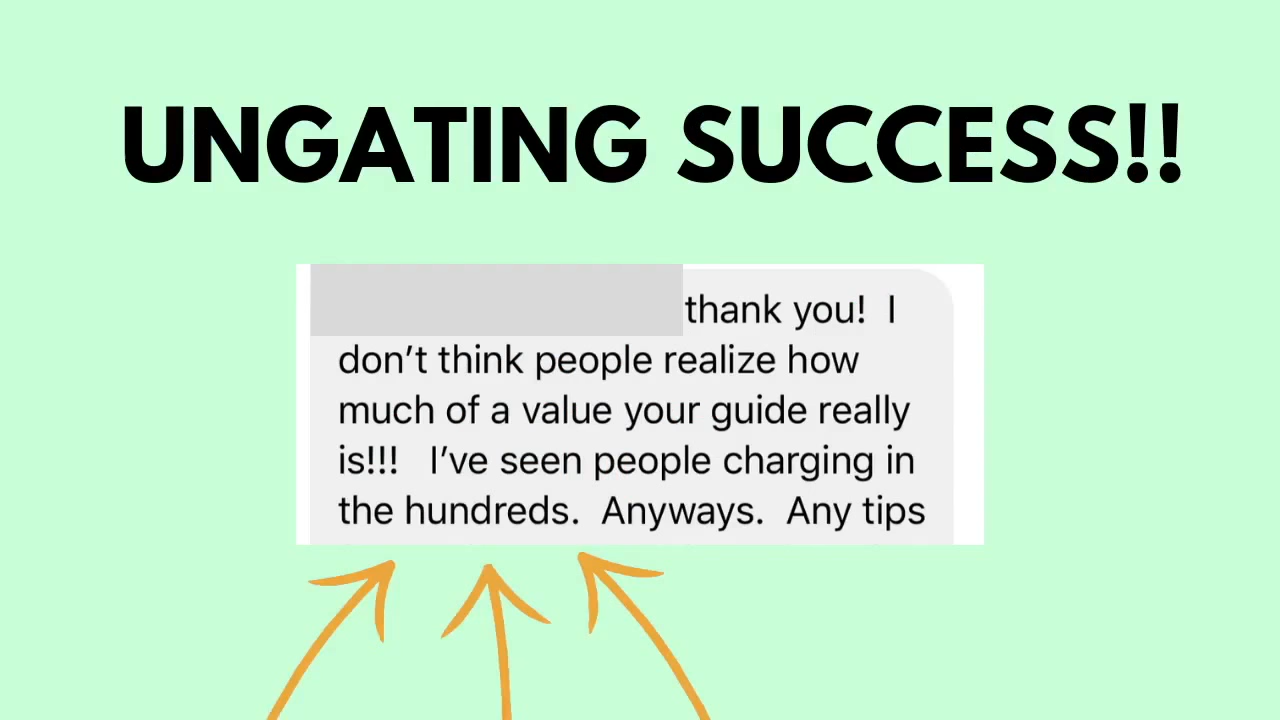 UNGATING SUCCESS!!
thank you!  I
don’t think people realize how
much of a value your guide really
is!!!   I’ve seen people charging in
the hundreds.  Anyways.  Any tips